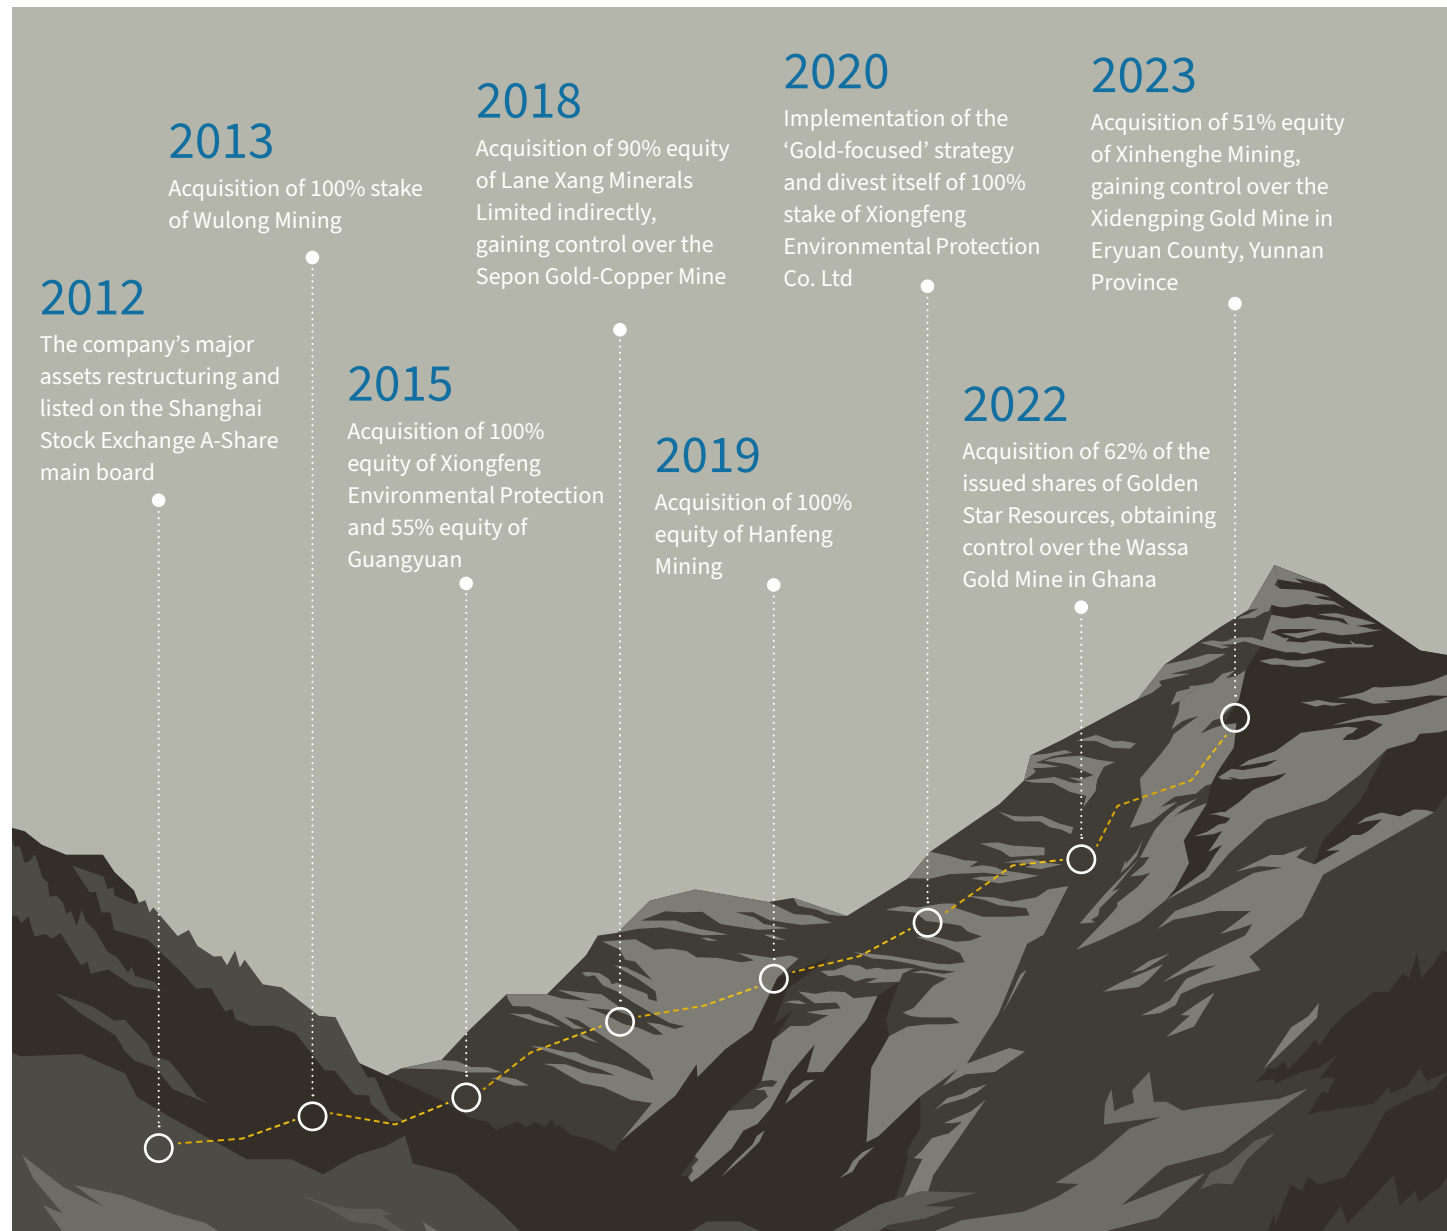 2012
The company’s major
assets restructuring and
listed on the Shanghai
Stock Exchange A-Share
main board
2013
Acquisition of 100% stake
of Wulong Mining
2015
Acquisition of 100%
equity of Xiongfeng
Environmental Protection
and 55% equity of
Guangyuan
2018
Acquisition of 90% equity
of Lane Xang Minerals
Limited indirectly,
gaining control over the
Sepon Gold-Copper Mine
2019
Acquisition of 100%
equity of Hanfeng
Mining
2020
Implementation of the
‘Gold-focused’ strategy
and divest itself of 100%
stake of Xiongfeng
Environmental Protection
Co. Ltd
2022
Acquisition of 62% of the
issued shares of Golden
Star Resources, obtaining
control over the Wassa
Gold Mine in Ghana
2023
Acquisition of 51% equity
of Xinhenghe Mining,
gaining control over the
Xidengping Gold Mine in
Eryuan County, Yunnan
Province